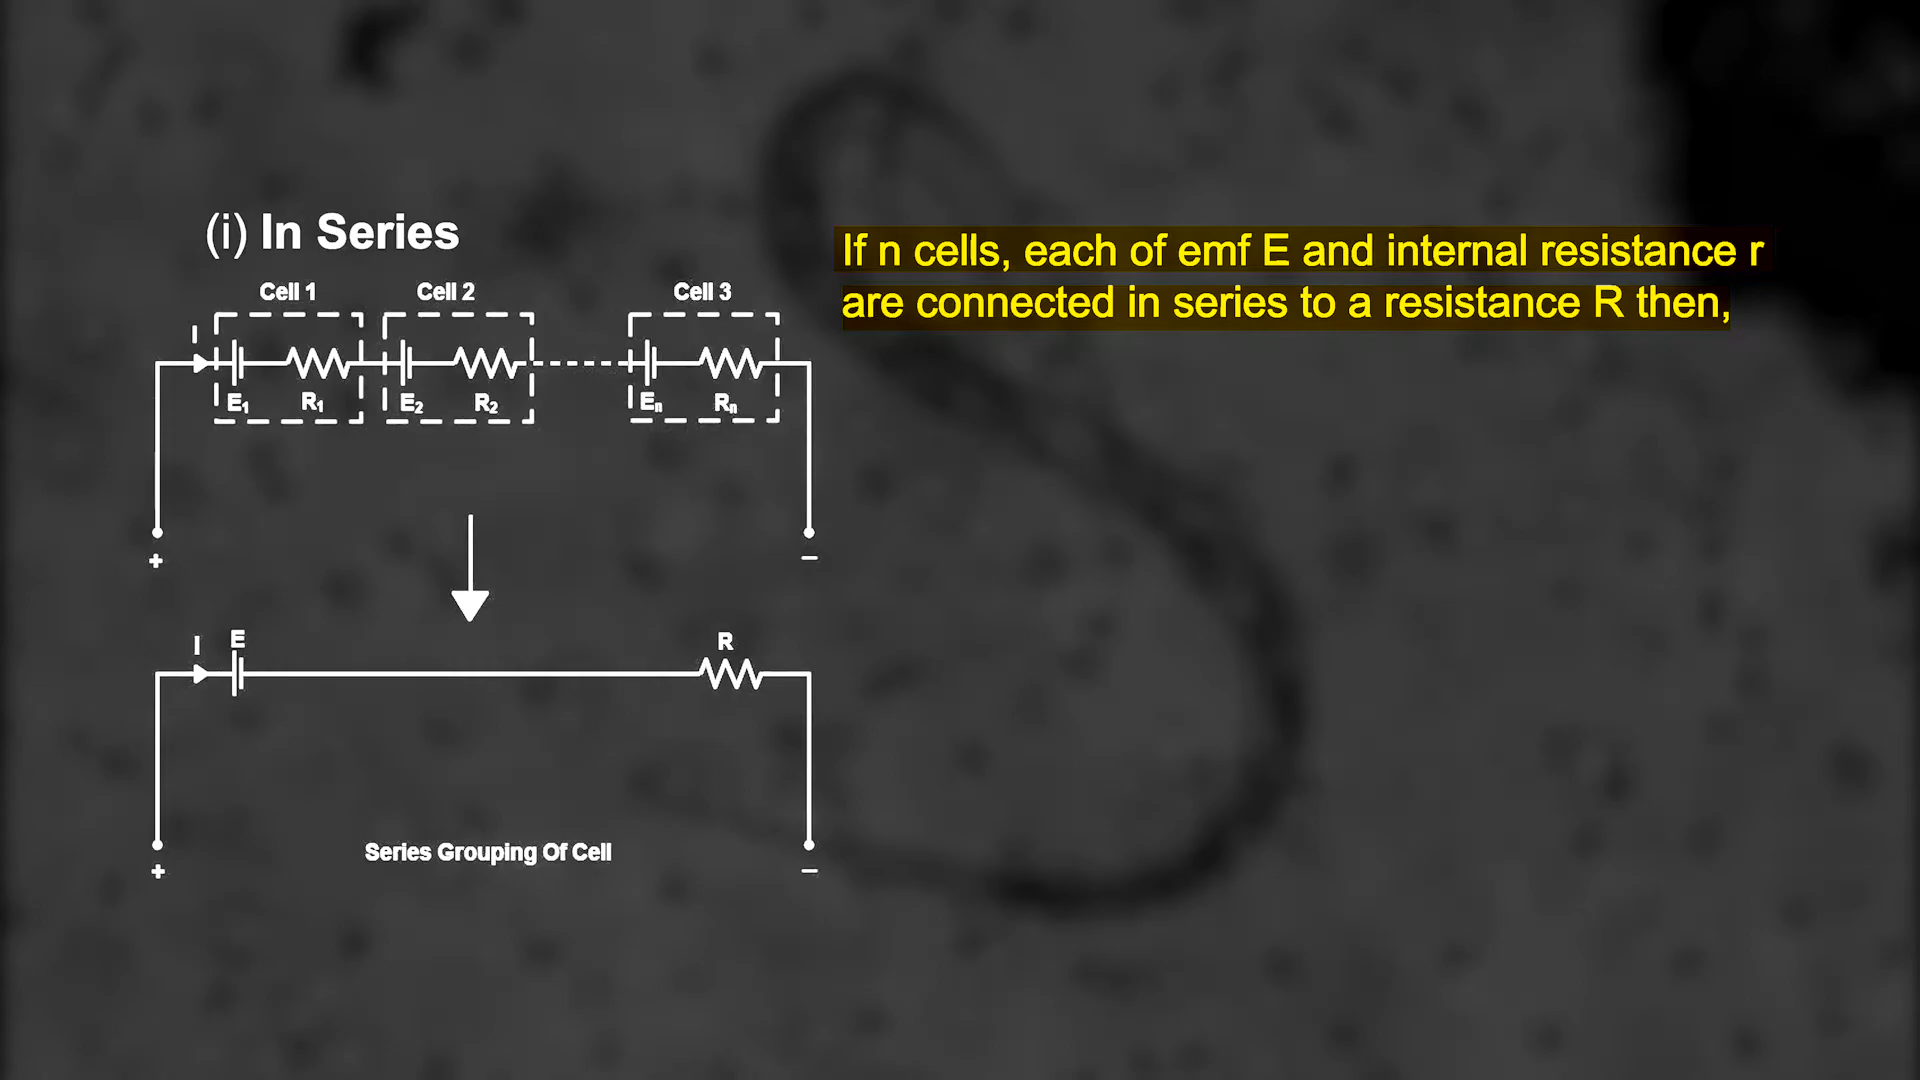 (i) In Series
If n cells, each of emf E and internal resistance r
are connected in series to a resistance R then,
Cell 1 Cell 2 Cell 3
I
E₁ R₁ E₂ R₂ Eₙ Rₙ
+ −
I E R
Series Grouping Of Cell
+ −